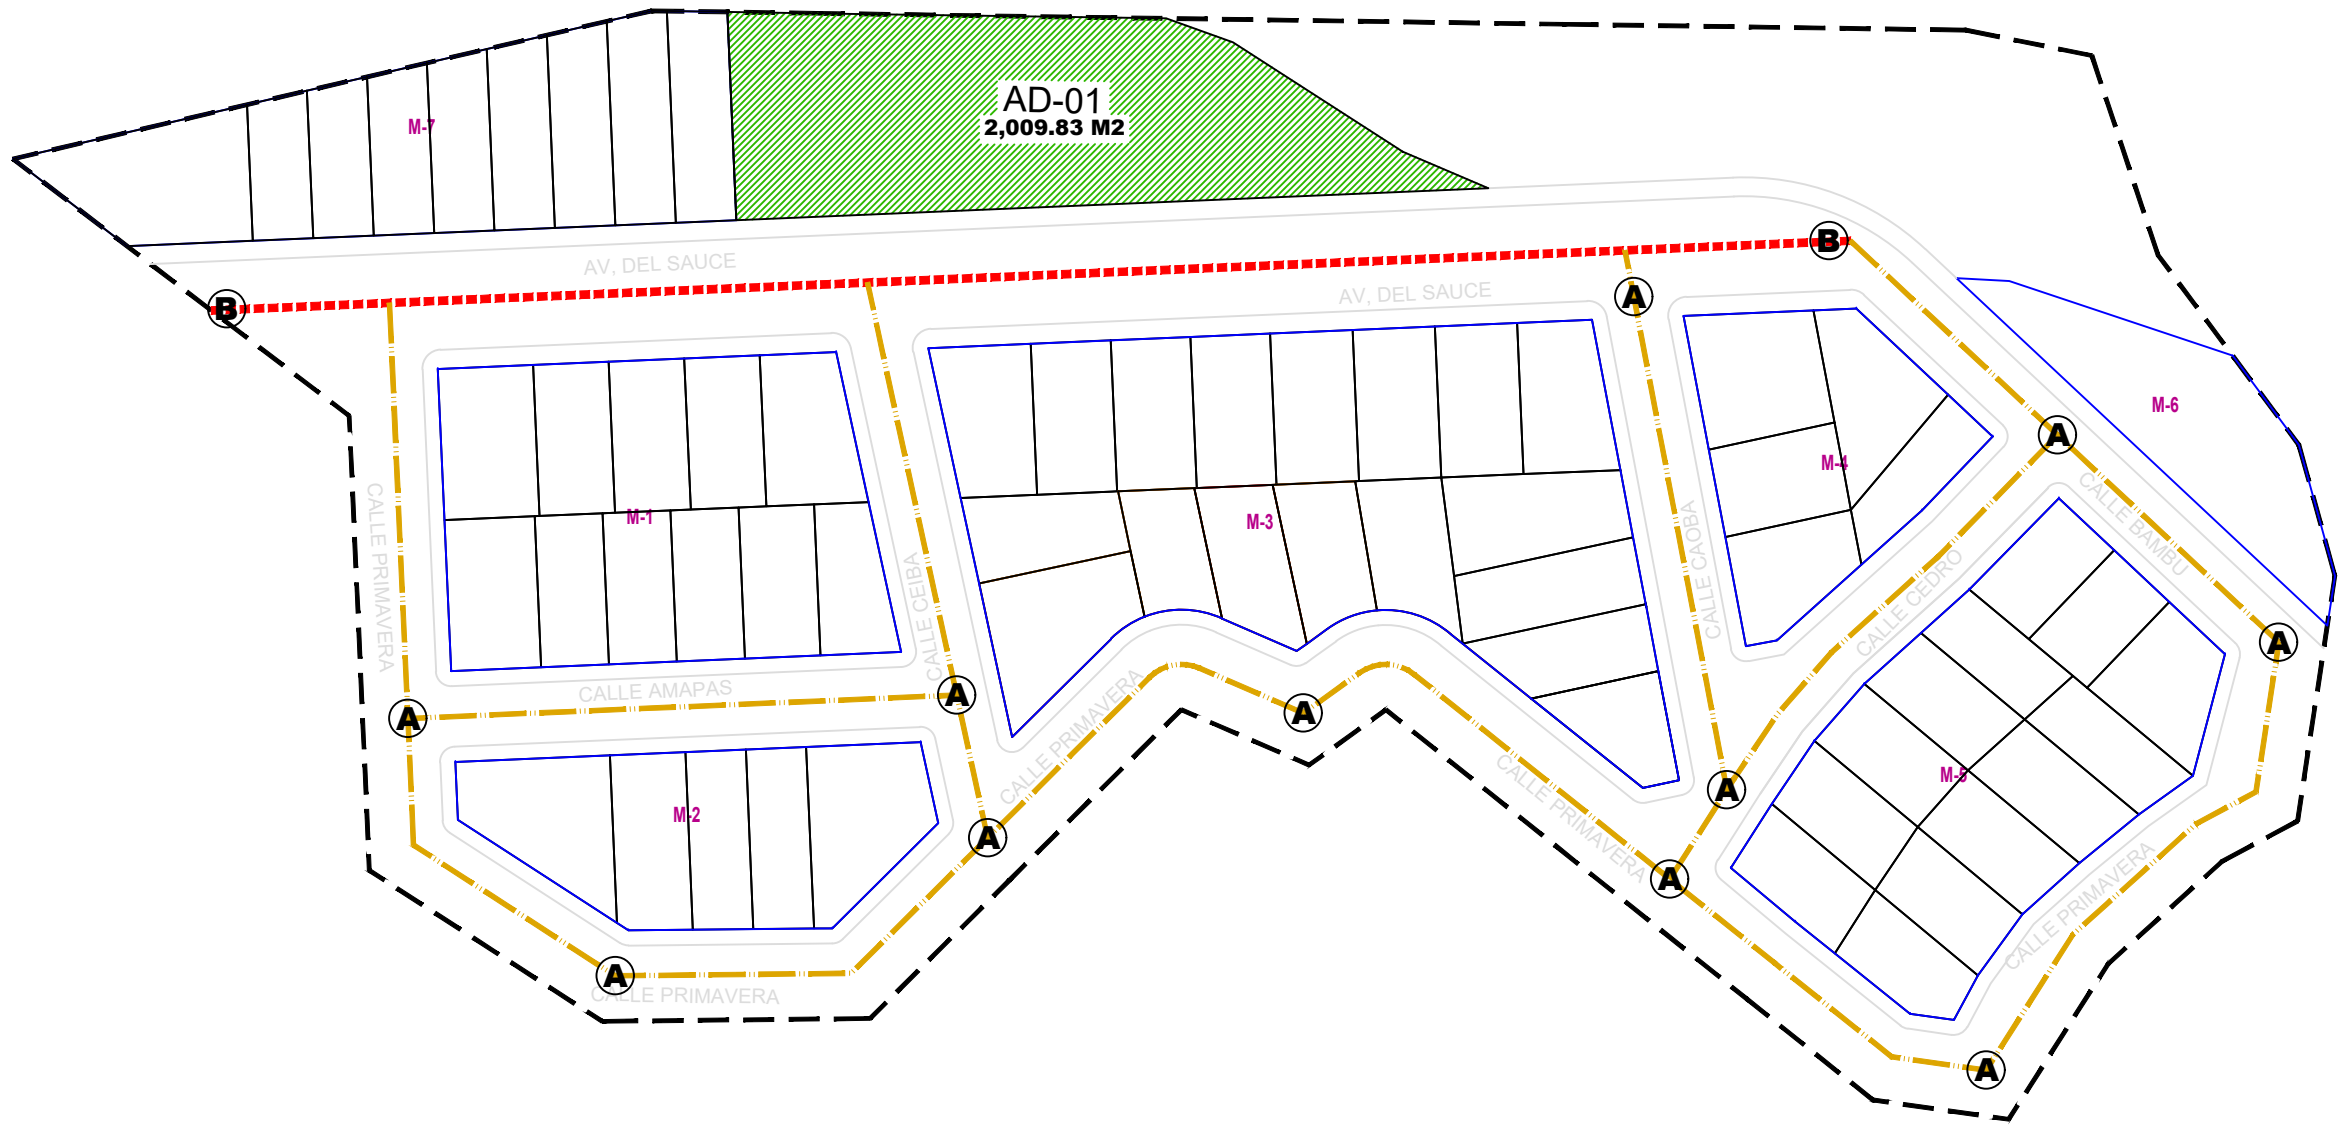 AD-01
2,009.83 M2
M-7
AV, DEL SAUCE
B
B
AV, DEL SAUCE
A
M-6
A
M-4
CALLE PRIMAVERA
M-1
M-3
CALLE CAOBA
CALLE BAMBU
CALLE CEIBA
CALLE CEDRO
A
CALLE AMAPAS
A
A
A
CALLE PRIMAVERA
M-5
A
M-2
CALLE PRIMAVERA
A
A
CALLE PRIMAVERA
A
CALLE PRIMAVERA
A